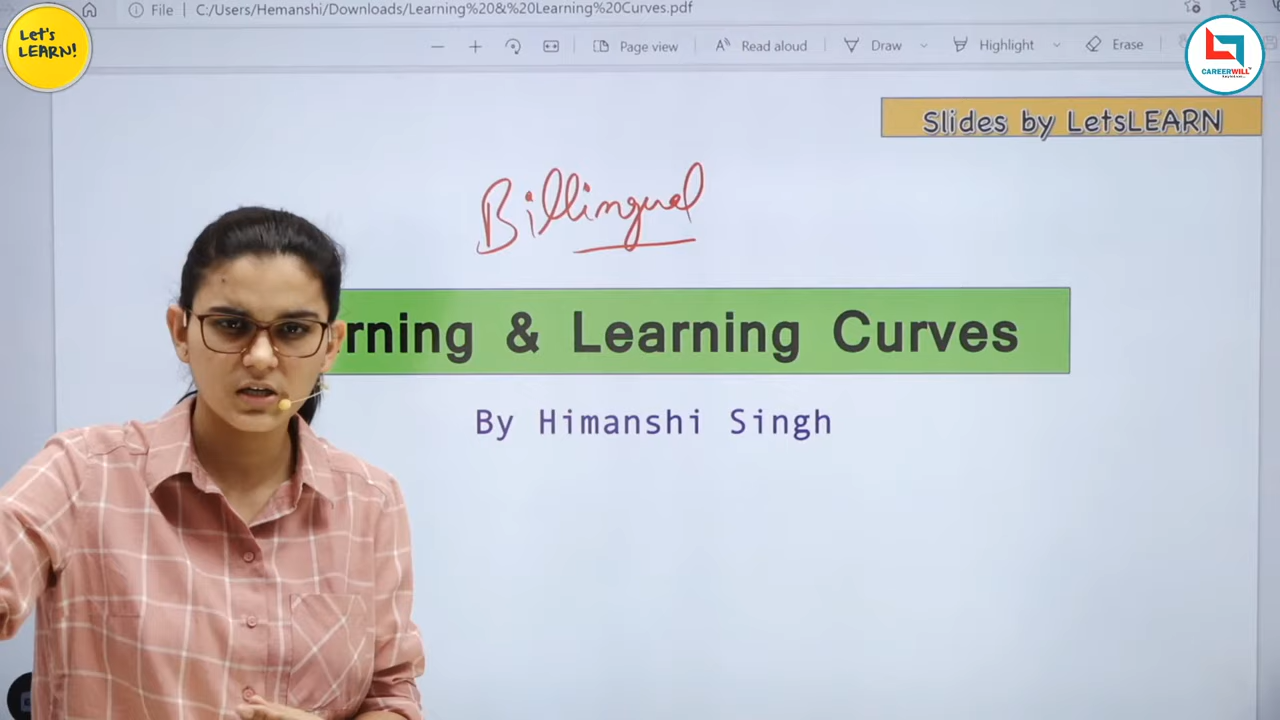 Let's
LEARN!
File | C:/Users/Hemanshi/Downloads/Learning%20&%20Learning%20Curves.pdf
Page view
Read aloud
Draw
Highlight
Erase
CAREERWILL
Slides by LetsLEARN
Billingual
rning & Learning Curves
By Himanshi Singh